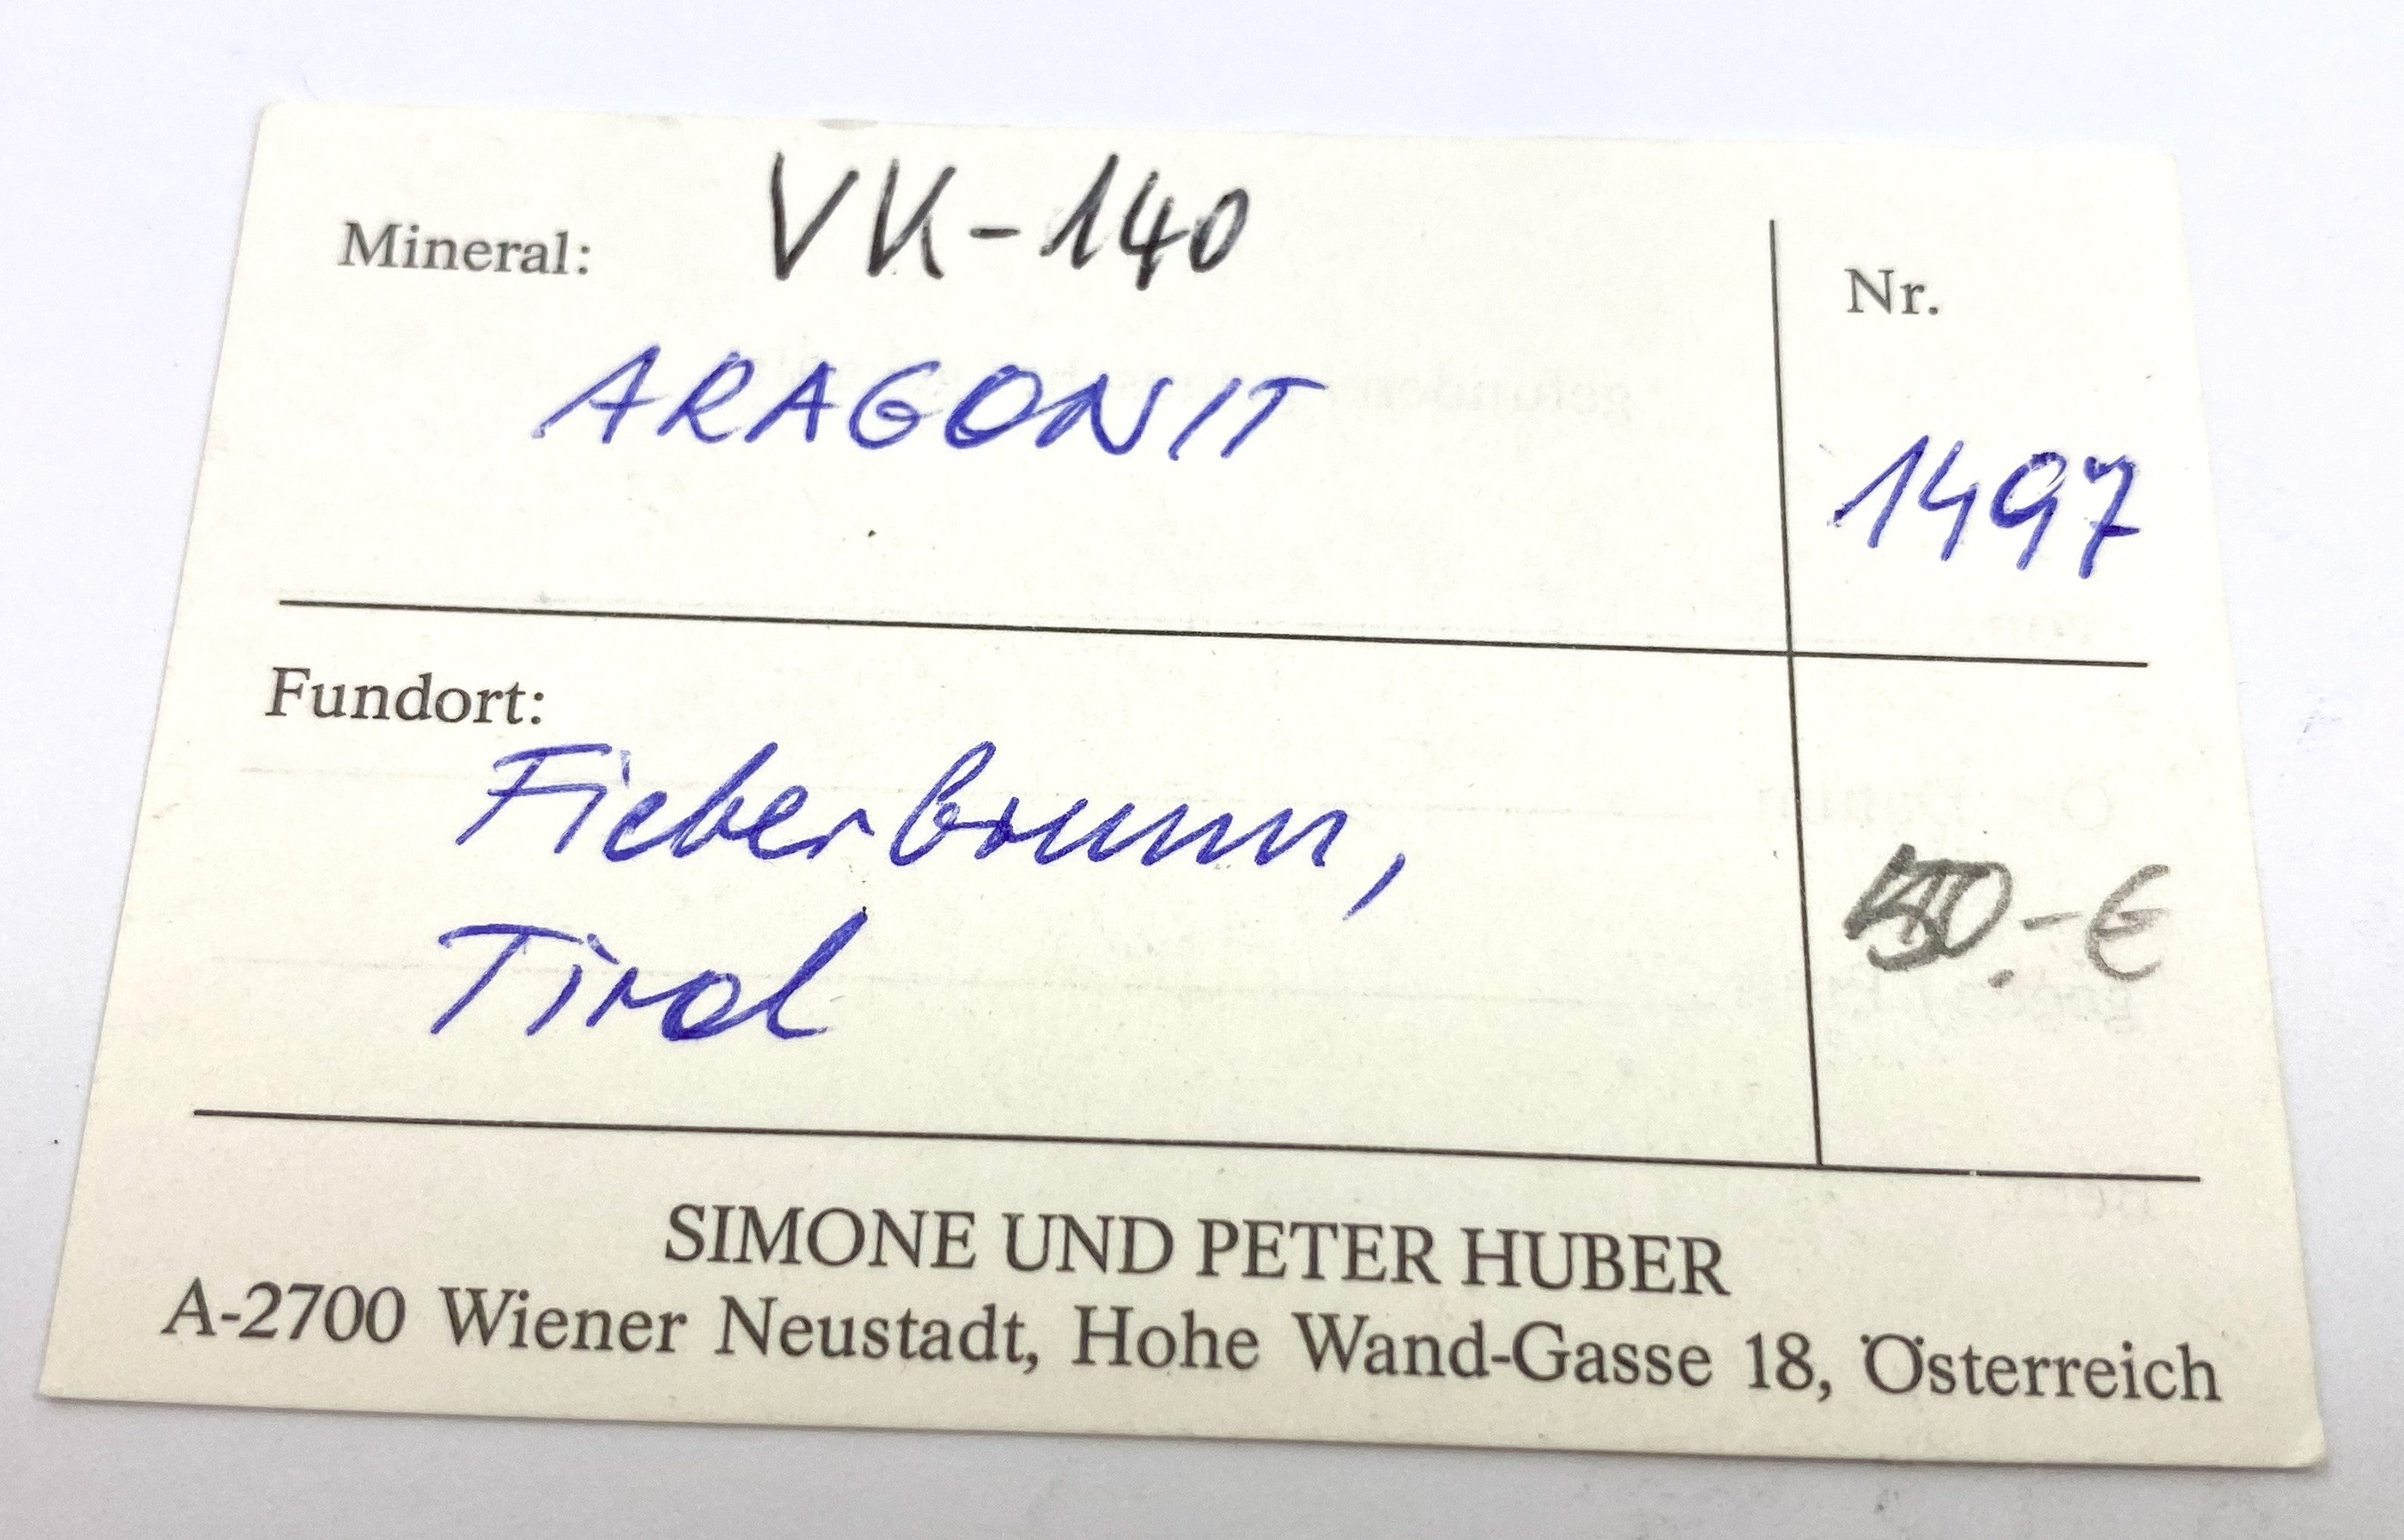 Mineral: VK-140
Nr.
ARAGONIT
1497
Fundort:
Fieberbrunn,
Tirol
50.-€
SIMONE UND PETER HUBER
A-2700 Wiener Neustadt, Hohe Wand-Gasse 18, Österreich